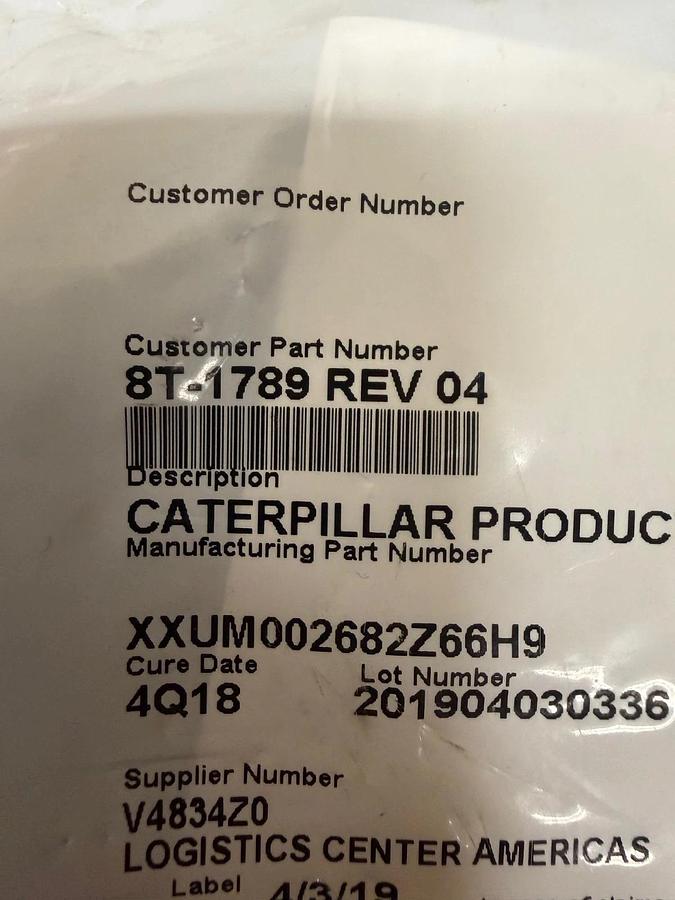 Customer Order Number
Customer Part Number
8T-1789 REV 04
Description
CATERPILLAR PRODUC
Manufacturing Part Number
XXUM002682Z66H9
Cure Date Lot Number
4Q18 201904030336
Supplier Number
V4834Z0
LOGISTICS CENTER AMERICAS
Label 4/3/19